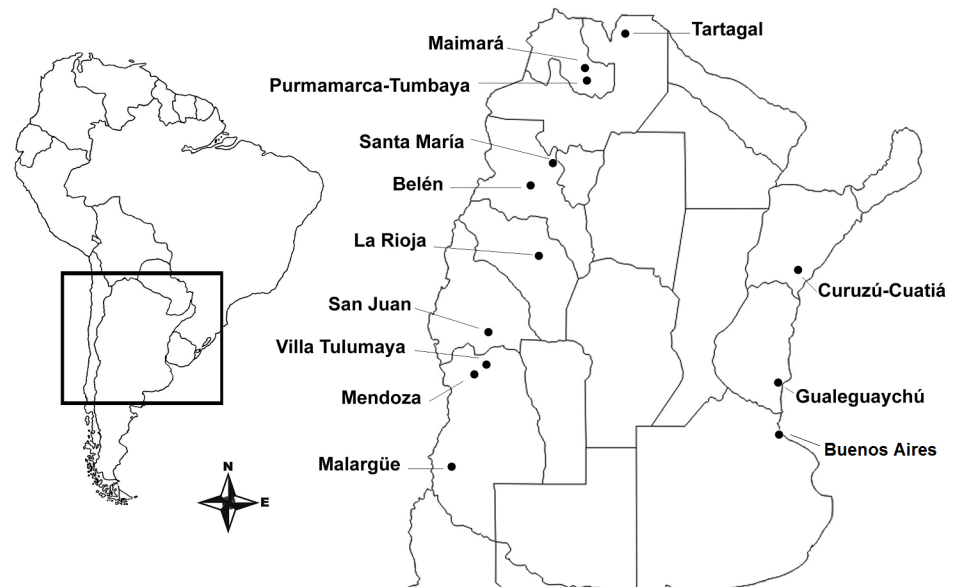 Tartagal
Maimará
Purmamarca-Tumbaya
Santa María
Belén
La Rioja
Curuzú-Cuatiá
San Juan
Villa Tulumaya
Mendoza
Gualeguaychú
Buenos Aires
Malargüe
N
E